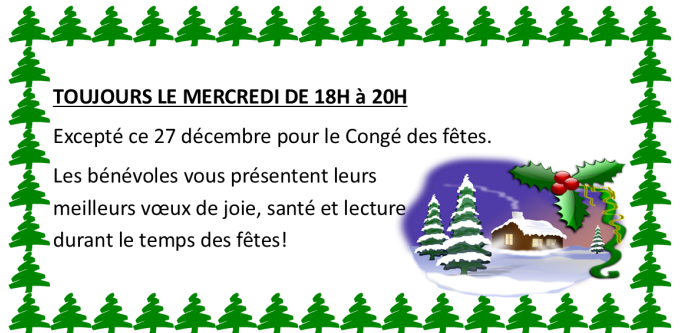 TOUJOURS LE MERCREDI DE 18H à 20H
Excepté ce 27 décembre pour le Congé des fêtes.
Les bénévoles vous présentent leurs
meilleurs vœux de joie, santé et lecture
durant le temps des fêtes!